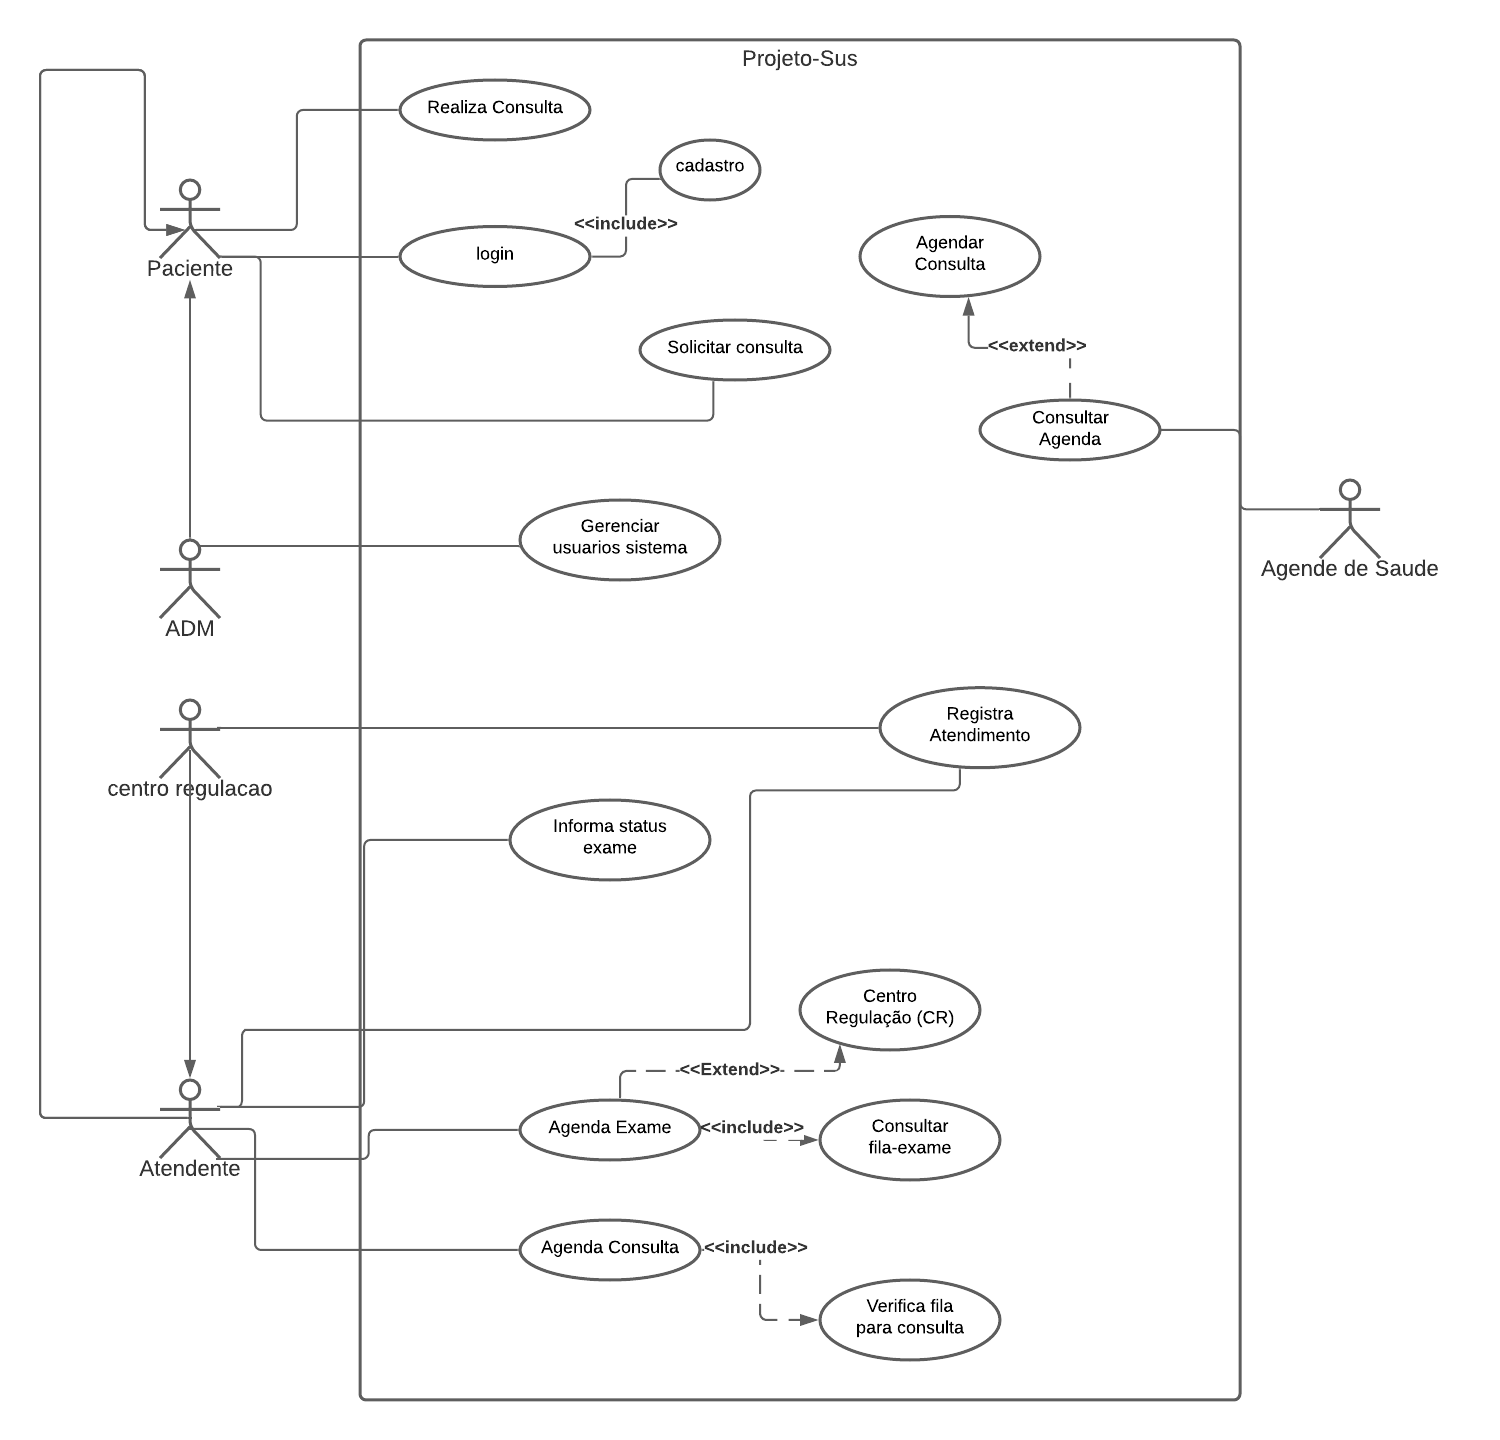 Projeto-Sus
Realiza Consulta
cadastro
<<include>>
login
Paciente
Agendar
Consulta
<<extend>>
Solicitar consulta
Consultar
Agenda
Gerenciar
usuarios sistema
Agende de Saude
ADM
Registra
Atendimento
centro regulacao
Informa status
exame
Centro
Regulação (CR)
<<Extend>>
Agenda Exame
<<include>>
Consultar
fila-exame
Atendente
Agenda Consulta
<<include>>
Verifica fila
para consulta